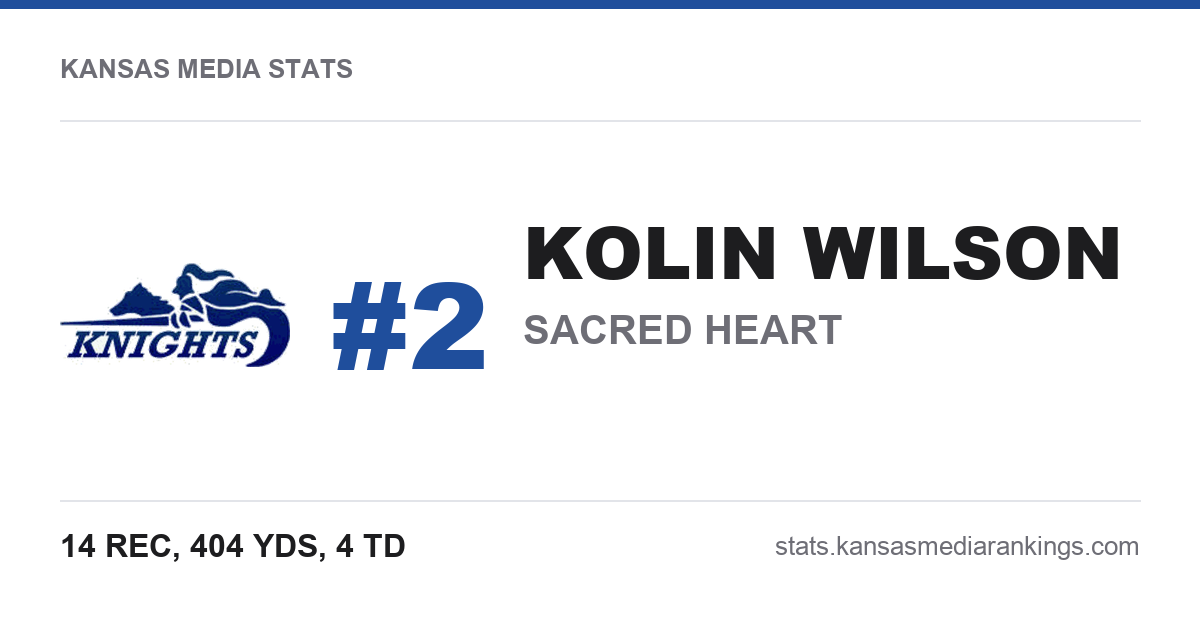 KANSAS MEDIA STATS
KNIGHTS
#2
KOLIN WILSON
SACRED HEART
14 REC, 404 YDS, 4 TD
stats.kansasmediarankings.com